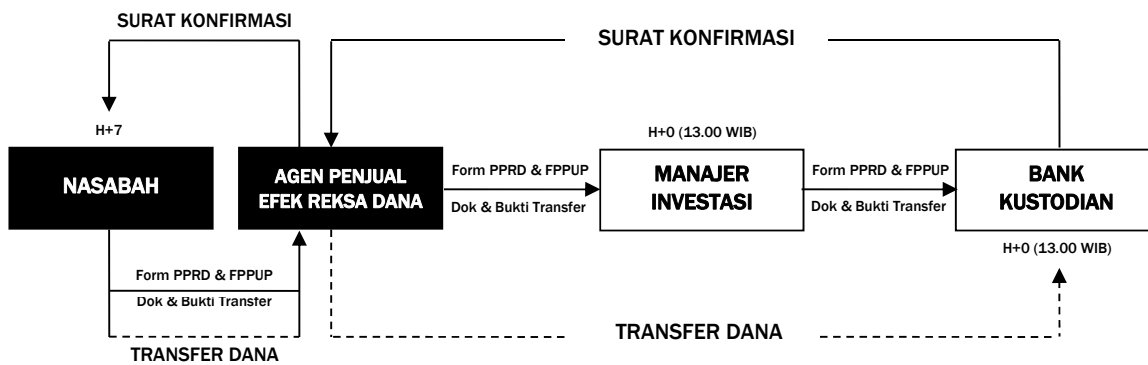 SURAT KONFIRMASI
SURAT KONFIRMASI
H+7
H+0 (13.00 WIB)
NASABAH
AGEN PENJUAL
EFEK REKSA DANA
Form PPRD & FPPUP
Dok & Bukti Transfer
MANAJER
INVESTASI
Form PPRD & FPPUP
Dok & Bukti Transfer
BANK
KUSTODIAN
H+0 (13.00 WIB)
Form PPRD & FPPUP
Dok & Bukti Transfer
TRANSFER DANA
TRANSFER DANA